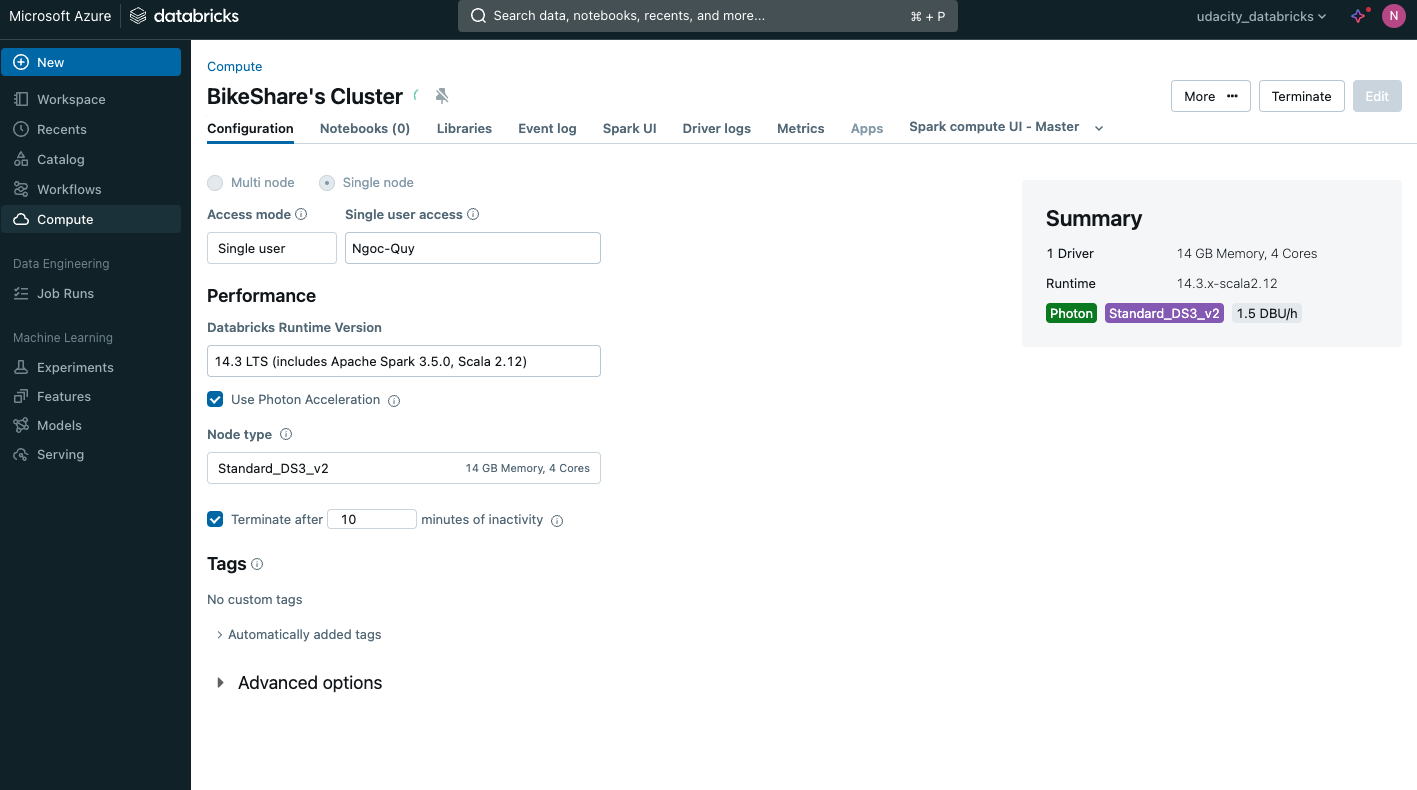 Microsoft Azure databricks Search data, notebooks, recents, and more... ⌘ + P udacity_databricks N
New
Workspace
Recents
Catalog
Workflows
Compute
Data Engineering
Job Runs
Machine Learning
Experiments
Features
Models
Serving
Compute
BikeShare's Cluster More ••• Terminate Edit
Configuration Notebooks (0) Libraries Event log Spark UI Driver logs Metrics Apps Spark compute UI - Master
Multi node Single node
Access mode Single user access
Single user Ngoc-Quy
Performance
Databricks Runtime Version
14.3 LTS (includes Apache Spark 3.5.0, Scala 2.12)
Use Photon Acceleration
Node type
Standard_DS3_v2 14 GB Memory, 4 Cores
Terminate after 10 minutes of inactivity
Tags
No custom tags
Automatically added tags
Advanced options
Summary
1 Driver 14 GB Memory, 4 Cores
Runtime 14.3.x-scala2.12
Photon Standard_DS3_v2 1.5 DBU/h